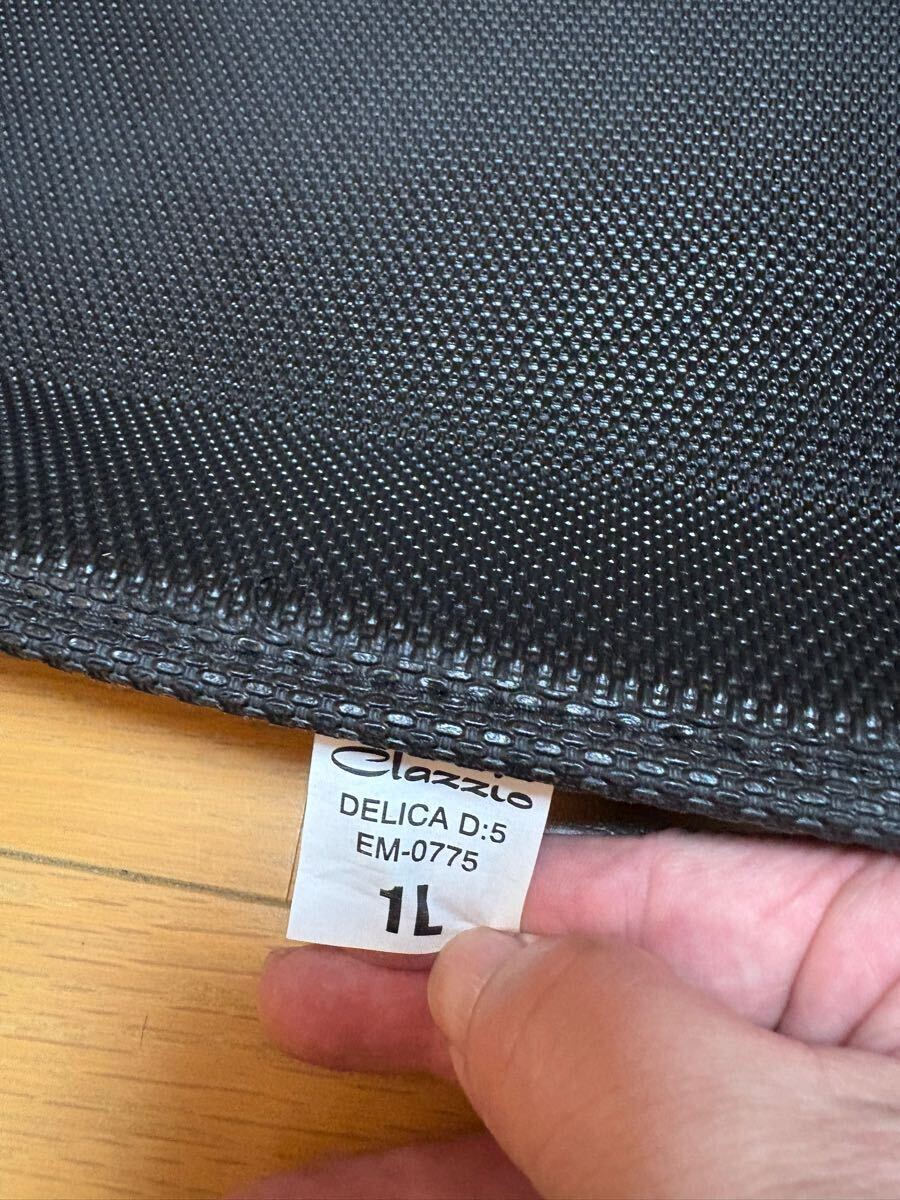 Clazzio
DELICA D:5
EM-0775
1L